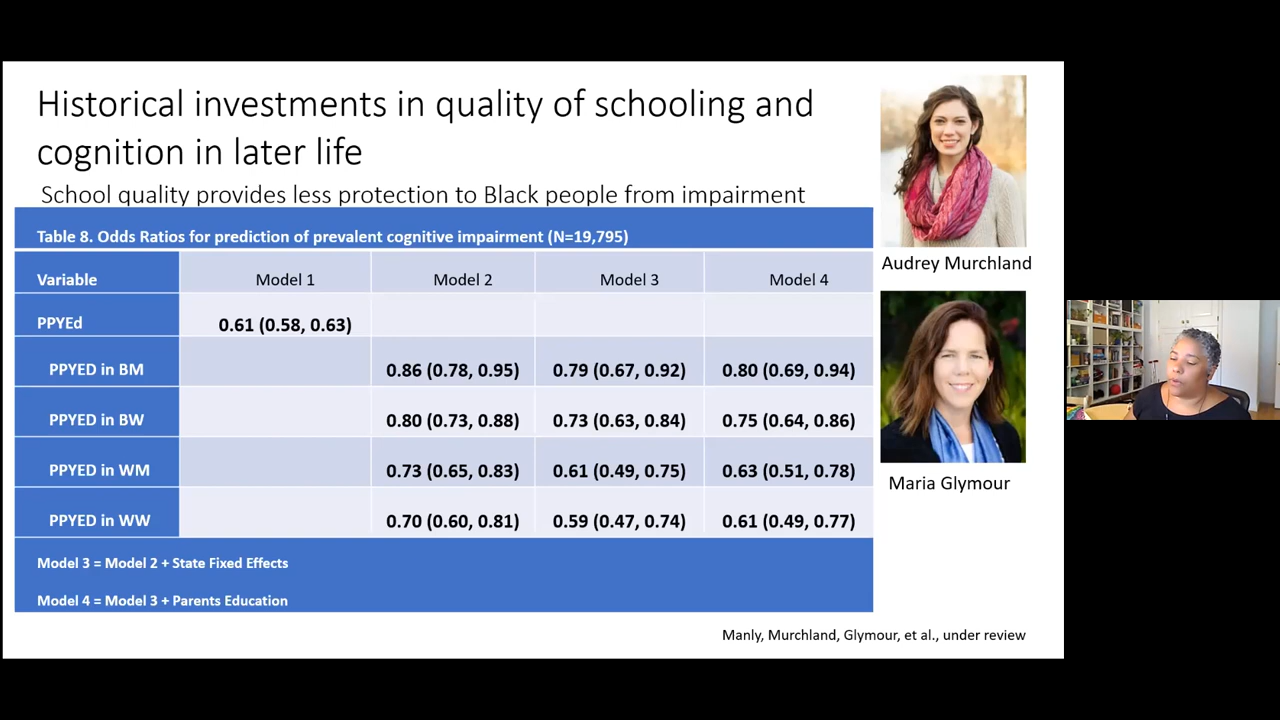 Historical investments in quality of schooling and
cognition in later life
School quality provides less protection to Black people from impairment
Table 8. Odds Ratios for prediction of prevalent cognitive impairment (N=19,795)
Variable Model 1 Model 2 Model 3 Model 4
PPYEd 0.61 (0.58, 0.63)
PPYED in BM 0.86 (0.78, 0.95) 0.79 (0.67, 0.92) 0.80 (0.69, 0.94)
PPYED in BW 0.80 (0.73, 0.88) 0.73 (0.63, 0.84) 0.75 (0.64, 0.86)
PPYED in WM 0.73 (0.65, 0.83) 0.61 (0.49, 0.75) 0.63 (0.51, 0.78)
PPYED in WW 0.70 (0.60, 0.81) 0.59 (0.47, 0.74) 0.61 (0.49, 0.77)
Model 3 = Model 2 + State Fixed Effects
Model 4 = Model 3 + Parents Education
Audrey Murchland
Maria Glymour
Manly, Murchland, Glymour, et al., under review